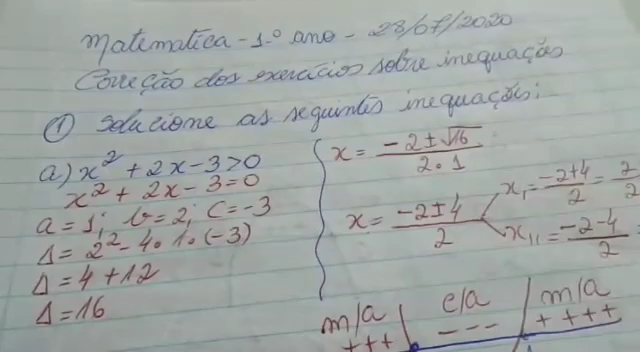 Matematica - 1.º ano - 28/07/2020
Correção dos exercícios sobre inequações
① Solucione as seguintes inequações:
a) x² + 2x - 3 > 0
x² + 2x - 3 = 0
a = 1; b = 2; c = -3
Δ = 2² - 4 . 1 . (-3)
Δ = 4 + 12
Δ = 16
x = (-2 ± √16) / (2 . 1)
x = (-2 ± 4) / 2
x₁ = (-2 + 4) / 2 = 2 / 2
x₁₁ = (-2 - 4) / 2 =
m/a c/a m/a
+++ --- ++++